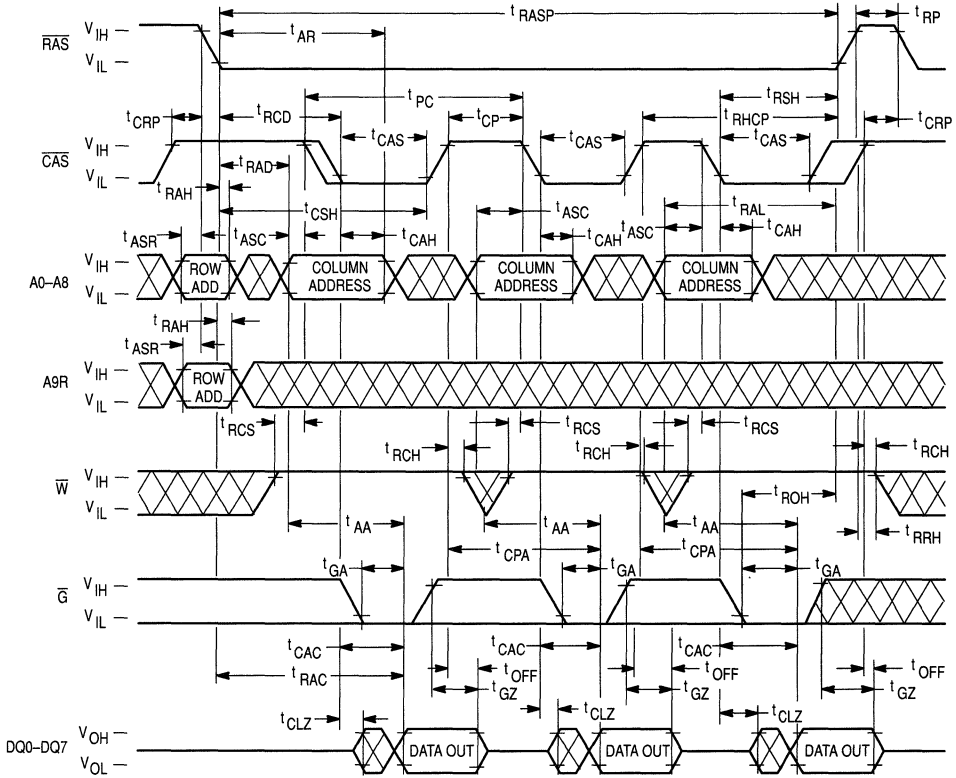 t RASP
t RP
t AR
RAS
V IH
V IL
t PC
t RSH
t CRP
t RCD
t CP
t RHCP
t CRP
t CAS
t CAS
t CAS
CAS
V IH
V IL
t RAD
t RAH
t CSH
t ASC
t RAL
t ASR
t ASC
t CAH
t CAH
t ASC
t CAH
A0–A8
V IH
V IL
ROW ADD
COLUMN ADDRESS
COLUMN ADDRESS
COLUMN ADDRESS
t RAH
t ASR
A9R
V IH
V IL
ROW ADD
t RCS
t RCS
t RCS
t RCH
t RCH
t RCH
W
V IH
V IL
t ROH
t AA
t AA
t AA
t RRH
t CPA
t CPA
t GA
t GA
t GA
G
V IH
V IL
t CAC
t CAC
t CAC
t RAC
t OFF
t OFF
t OFF
t GZ
t GZ
t GZ
t CLZ
t CLZ
t CLZ
DQ0–DQ7
V OH
V OL
DATA OUT
DATA OUT
DATA OUT